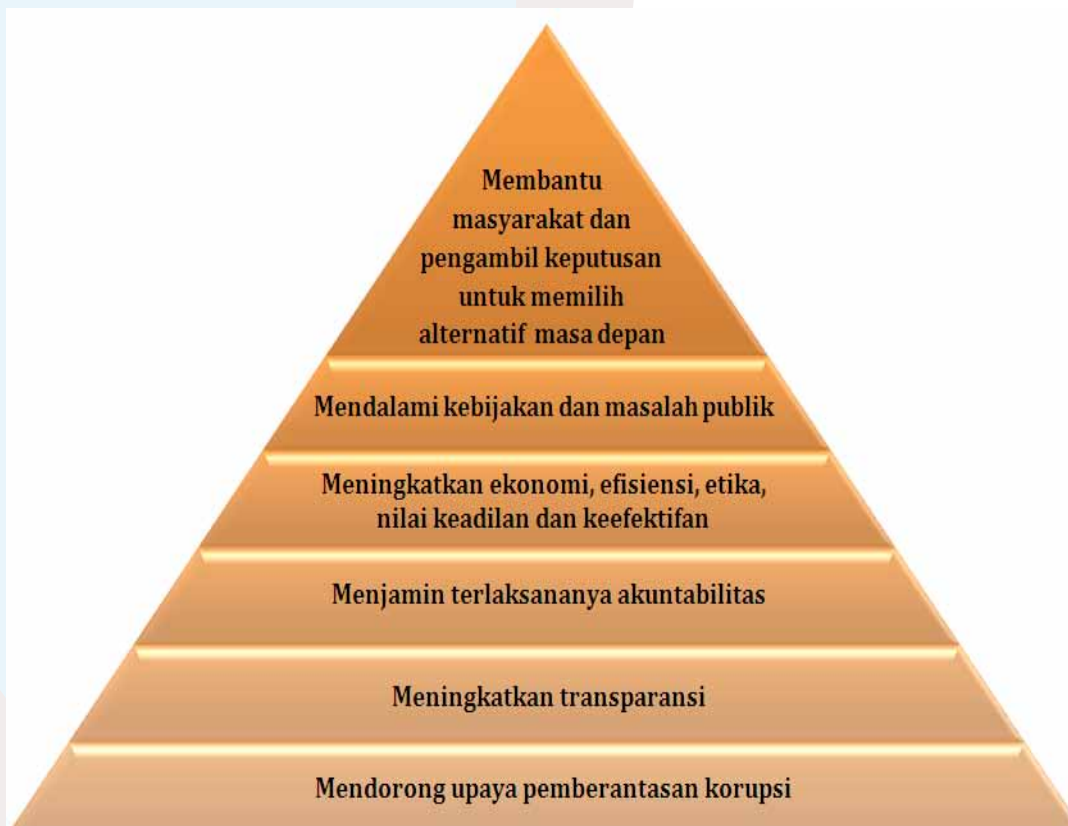 Membantu
masyarakat dan
pengambil keputusan
untuk memilih
alternatif masa depan
Mendalami kebijakan dan masalah publik
Meningkatkan ekonomi, efisiensi, etika,
nilai keadilan dan keefektifan
Menjamin terlaksananya akuntabilitas
Meningkatkan transparansi
Mendorong upaya pemberantasan korupsi